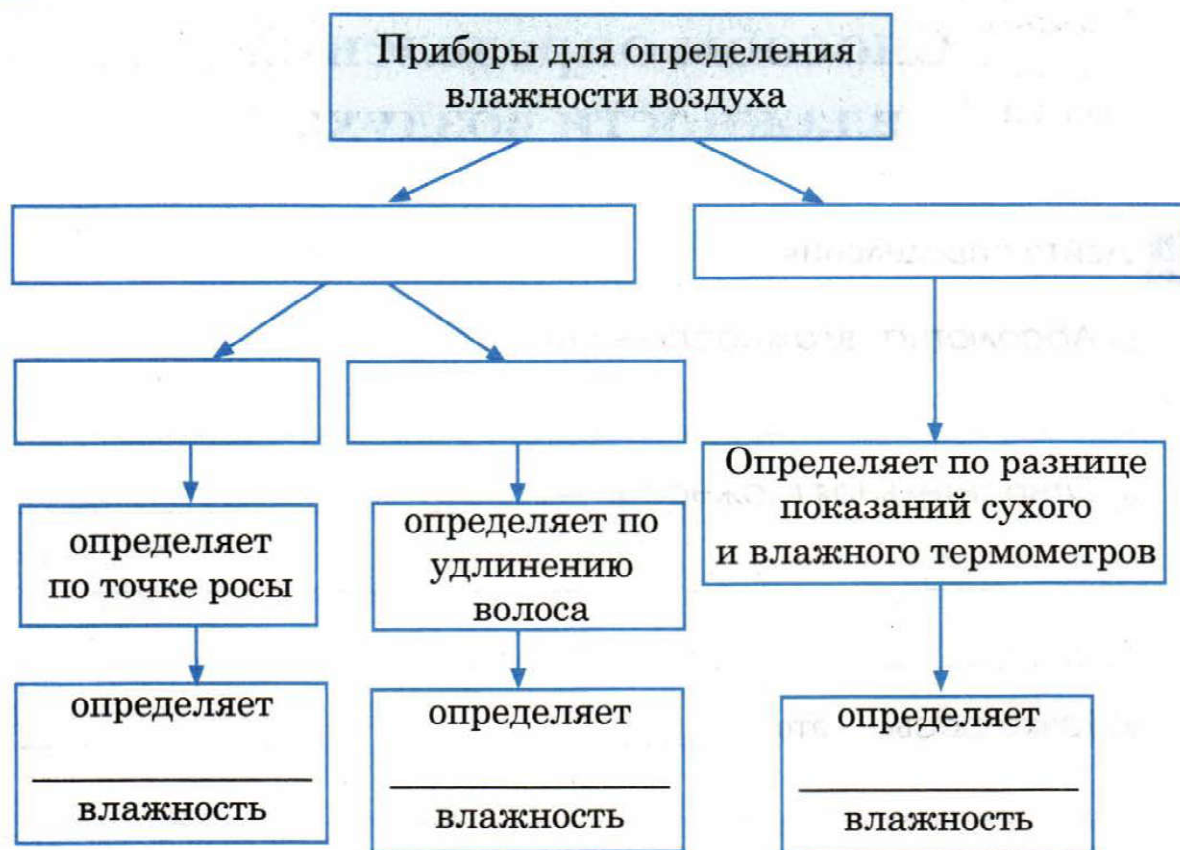 Приборы для определения
влажности воздуха
Определяет по разнице
показаний сухого
и влажного термометров
определяет
по точке росы
определяет по
удлинению
волоса
определяет
влажность
определяет
влажность
определяет
влажность